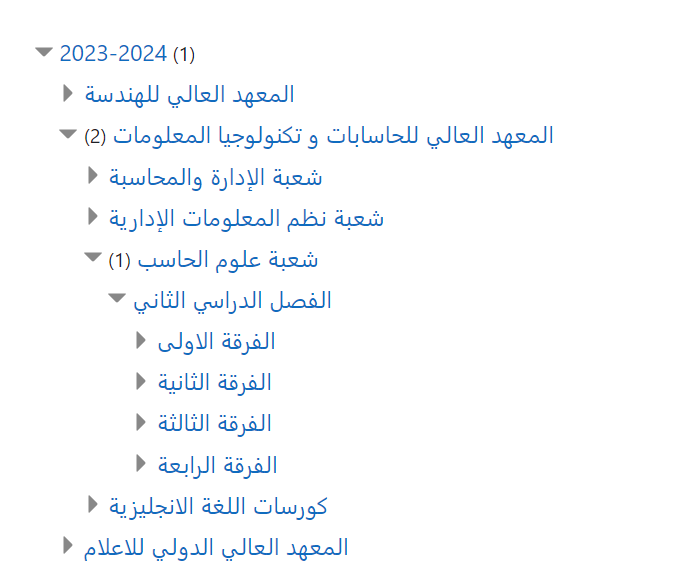 2023-2024 (1)
المعهد العالي للهندسة
المعهد العالي للحاسابات و تكنولوجيا المعلومات (2)
شعبة الإدارة والمحاسبة
شعبة نظم المعلومات الإدارية
شعبة علوم الحاسب (1)
الفصل الدراسي الثاني
الفرقة الاولى
الفرقة الثانية
الفرقة الثالثة
الفرقة الرابعة
كورسات اللغة الانجليزية
المعهد العالي الدولي للاعلام